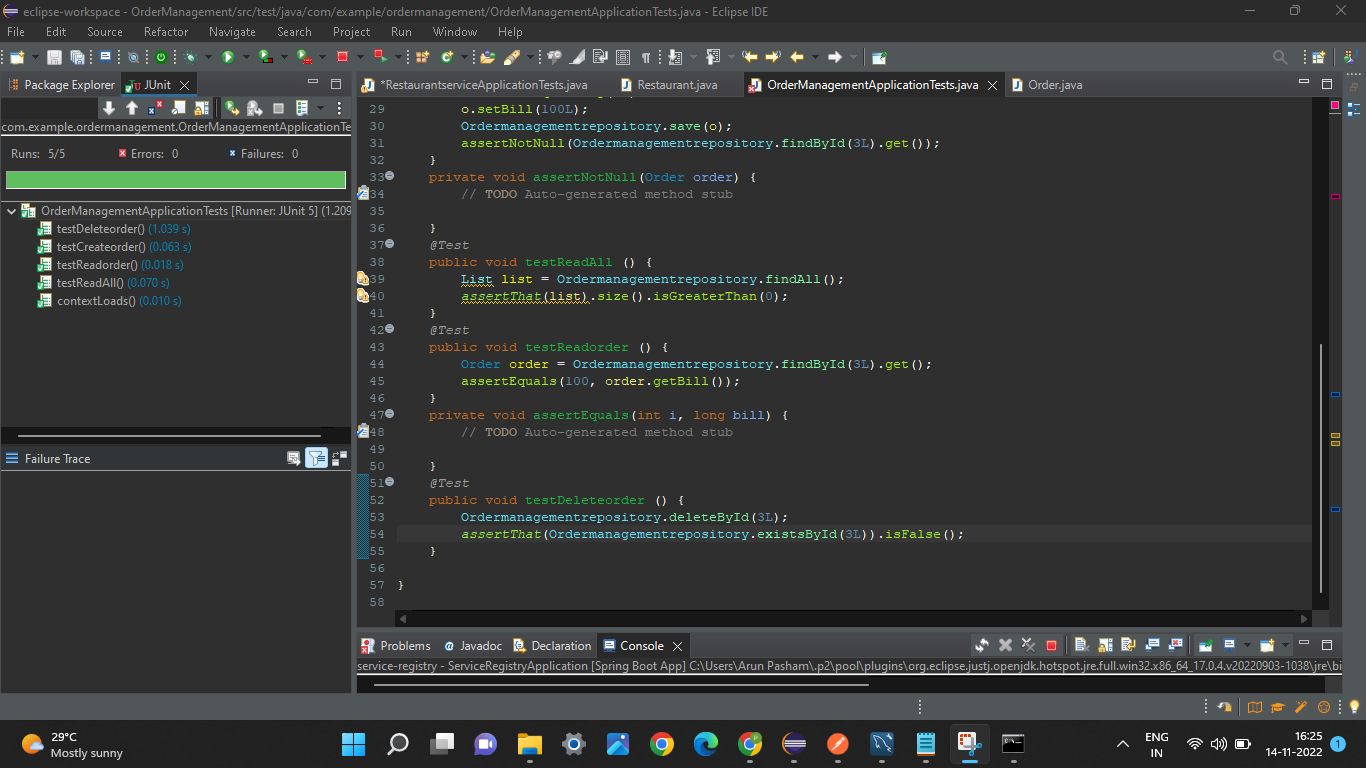 eclipse-workspace - OrderManagement/src/test/java/com/example/ordermanagement/OrderManagementApplicationTests.java - Eclipse IDE
File Edit Source Refactor Navigate Search Project Run Window Help
Package Explorer JUnit
*RestaurantserviceApplicationTests.java Restaurant.java OrderManagementApplicationTests.java Order.java
com.example.ordermanagement.OrderManagementApplicationTe
Runs: 5/5 Errors: 0 Failures: 0
OrderManagementApplicationTests [Runner: JUnit 5] (1.209
testDeleteorder() (1.039 s)
testCreateorder() (0.063 s)
testReadorder() (0.018 s)
testReadAll() (0.070 s)
contextLoads() (0.010 s)
Failure Trace
29 o.setBill(100L);
30 Ordermanagementrepository.save(o);
31 assertNotNull(Ordermanagementrepository.findById(3L).get());
32 }
33 private void assertNotNull(Order order) {
34 // TODO Auto-generated method stub
35
36 }
37 @Test
38 public void testReadAll () {
39 List list = Ordermanagementrepository.findAll();
40 assertThat(list).size().isGreaterThan(0);
41 }
42 @Test
43 public void testReadorder () {
44 Order order = Ordermanagementrepository.findById(3L).get();
45 assertEquals(100, order.getBill());
46 }
47 private void assertEquals(int i, long bill) {
48 // TODO Auto-generated method stub
49
50 }
51 @Test
52 public void testDeleteorder () {
53 Ordermanagementrepository.deleteById(3L);
54 assertThat(Ordermanagementrepository.existsById(3L)).isFalse();
55 }
56
57 }
58
Problems @ Javadoc Declaration Console
service-registry - ServiceRegistryApplication [Spring Boot App] C:\Users\Arun Pasham\.p2\pool\plugins\org.eclipse.justj.openjdk.hotspot.jre.full.win32.x86_64_17.0.4.v20220903-1038\jre\bi
29°C
Mostly sunny
ENG
IN
16:25
14-11-2022
1